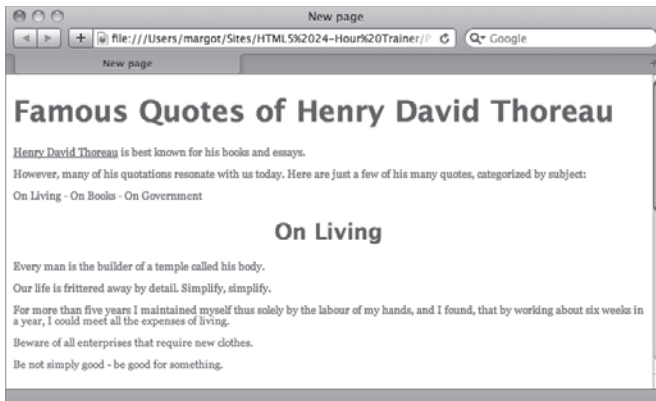 New page
+ file:///Users/margot/Sites/HTML5%2024-Hour%20Trainer/P Google
New page +
Famous Quotes of Henry David Thoreau
Henry David Thoreau is best known for his books and essays.
However, many of his quotations resonate with us today. Here are just a few of his many quotes, categorized by subject:
On Living - On Books - On Government
On Living
Every man is the builder of a temple called his body.
Our life is frittered away by detail. Simplify, simplify.
For more than five years I maintained myself thus solely by the labour of my hands, and I found, that by working about six weeks in
a year, I could meet all the expenses of living.
Beware of all enterprises that require new clothes.
Be not simply good - be good for something.